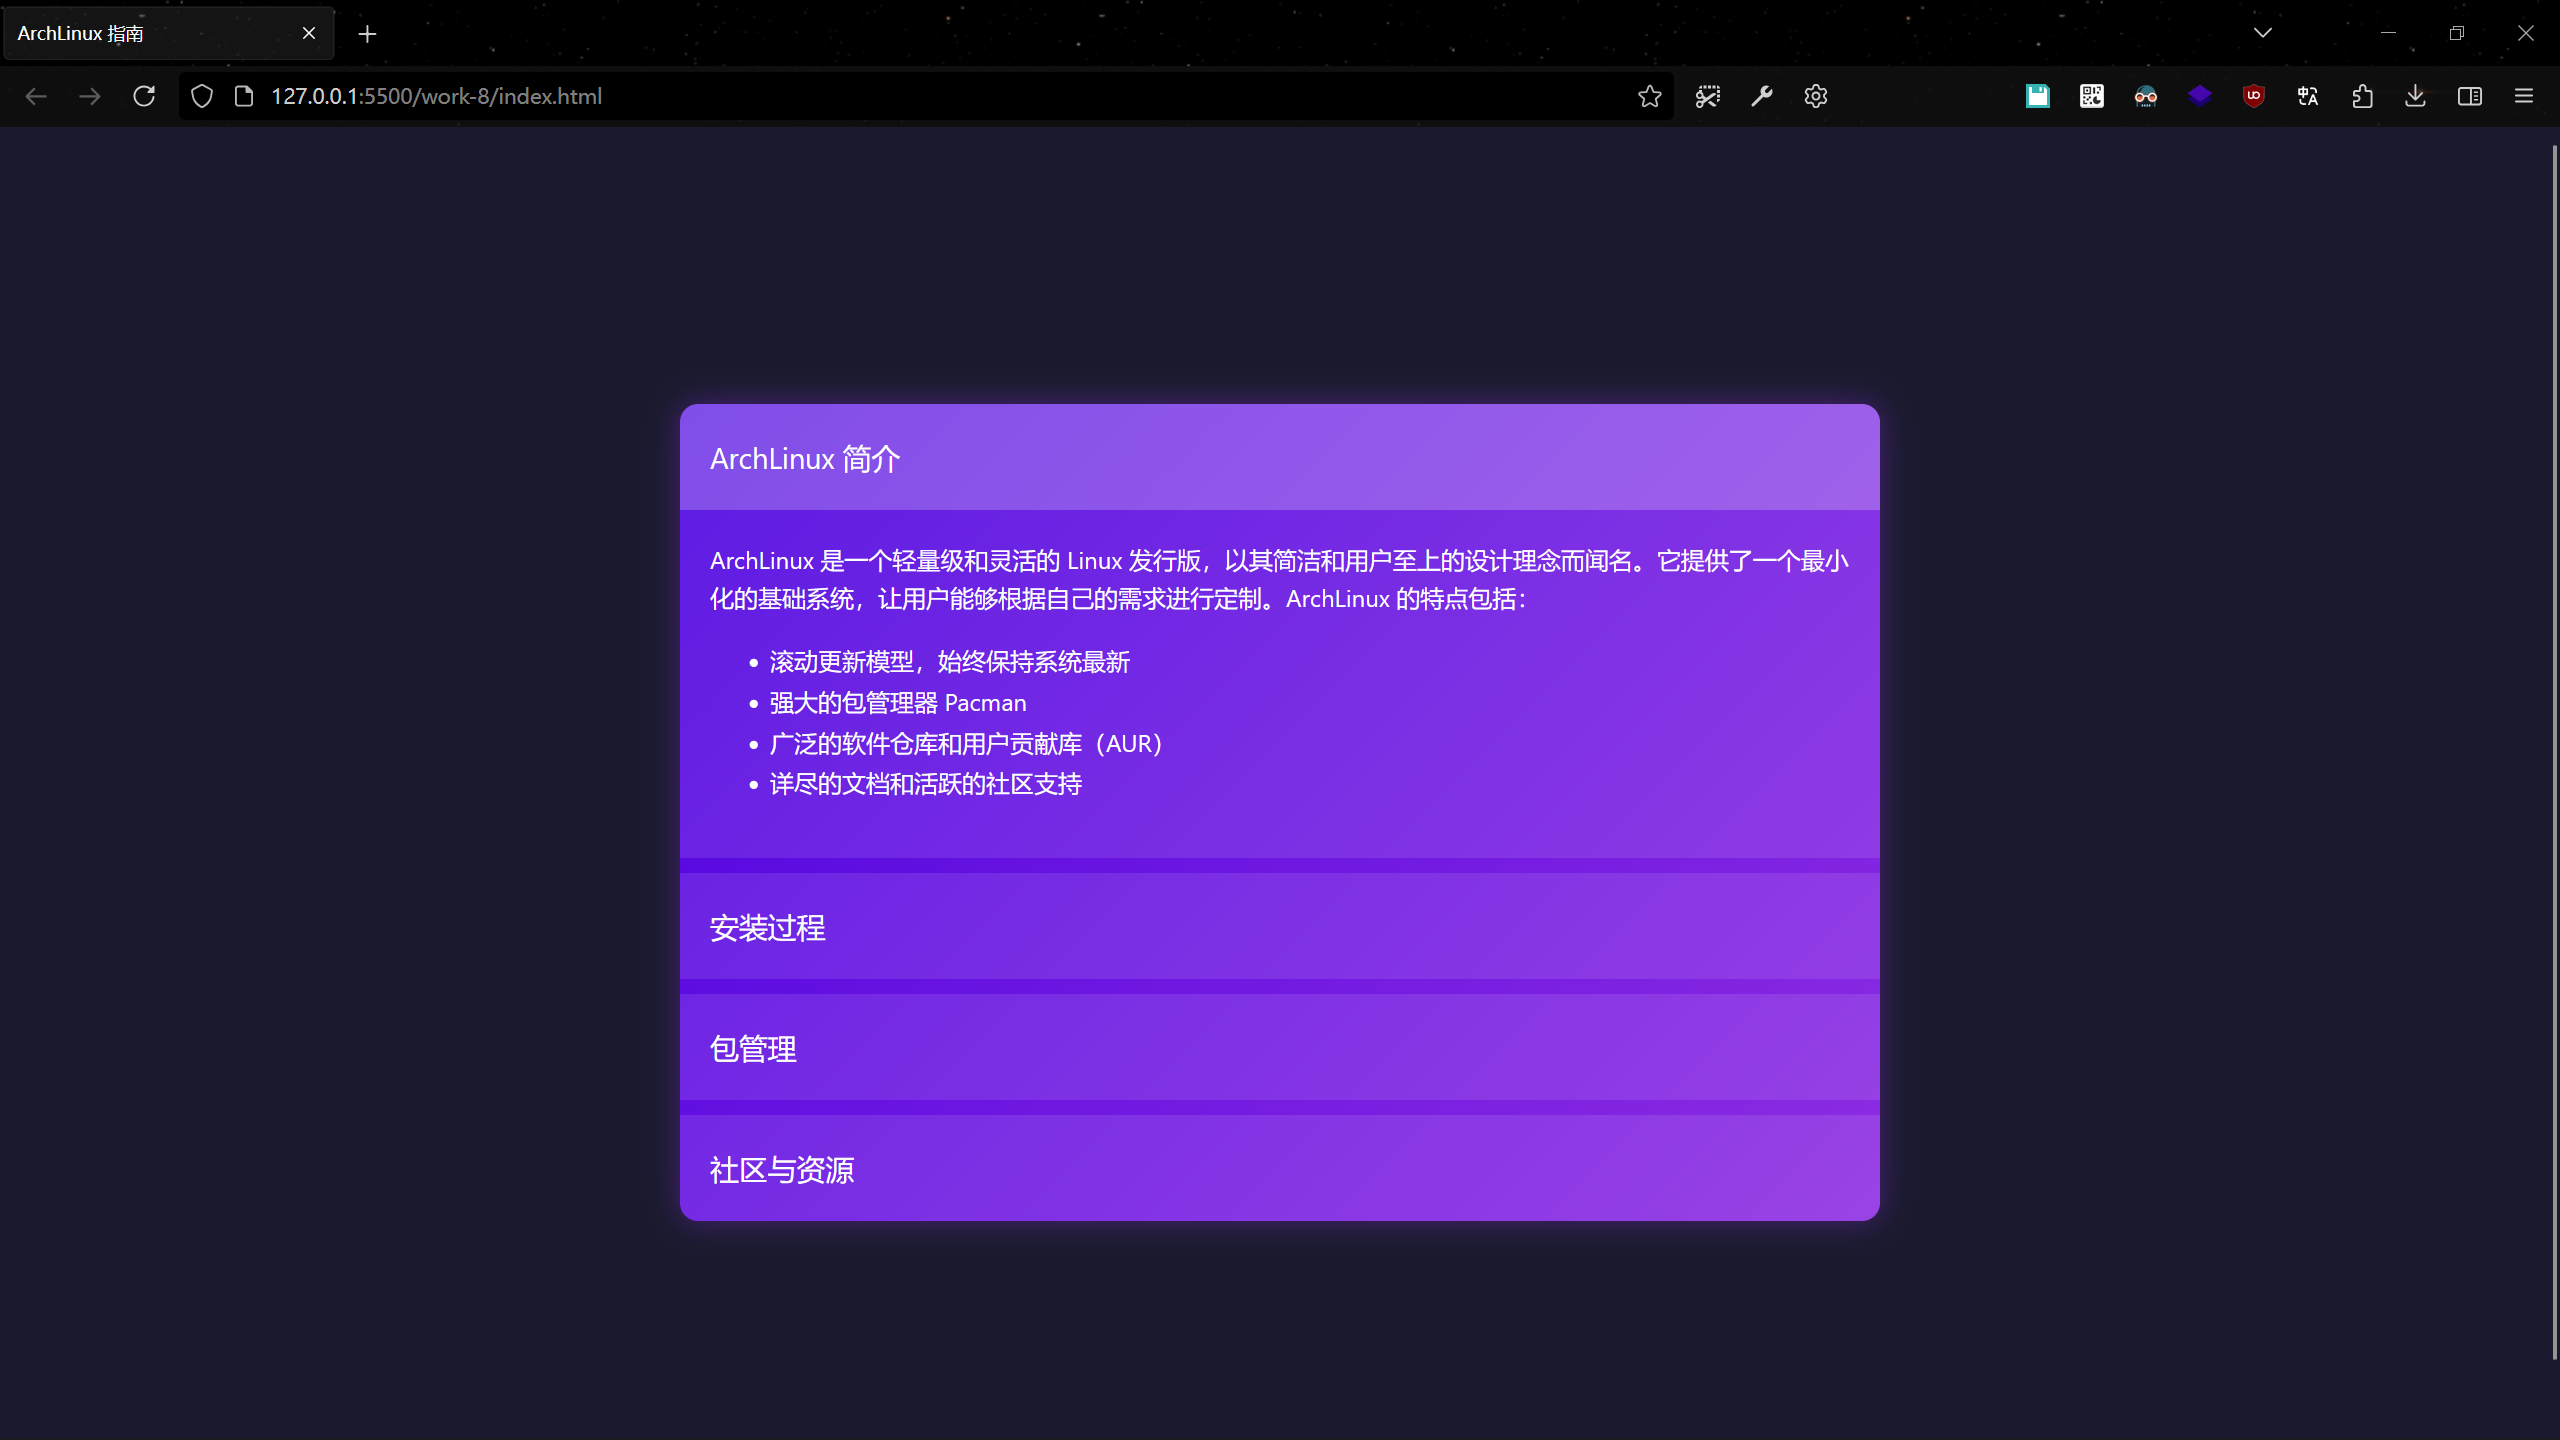 ArchLinux 指南
127.0.0.1:5500/work-8/index.html
ArchLinux 简介
ArchLinux 是一个轻量级和灵活的 Linux 发行版，以其简洁和用户至上的设计理念而闻名。它提供了一个最小
化的基础系统，让用户能够根据自己的需求进行定制。ArchLinux 的特点包括：
• 滚动更新模型，始终保持系统最新
• 强大的包管理器 Pacman
• 广泛的软件仓库和用户贡献库（AUR）
• 详尽的文档和活跃的社区支持
安装过程
包管理
社区与资源